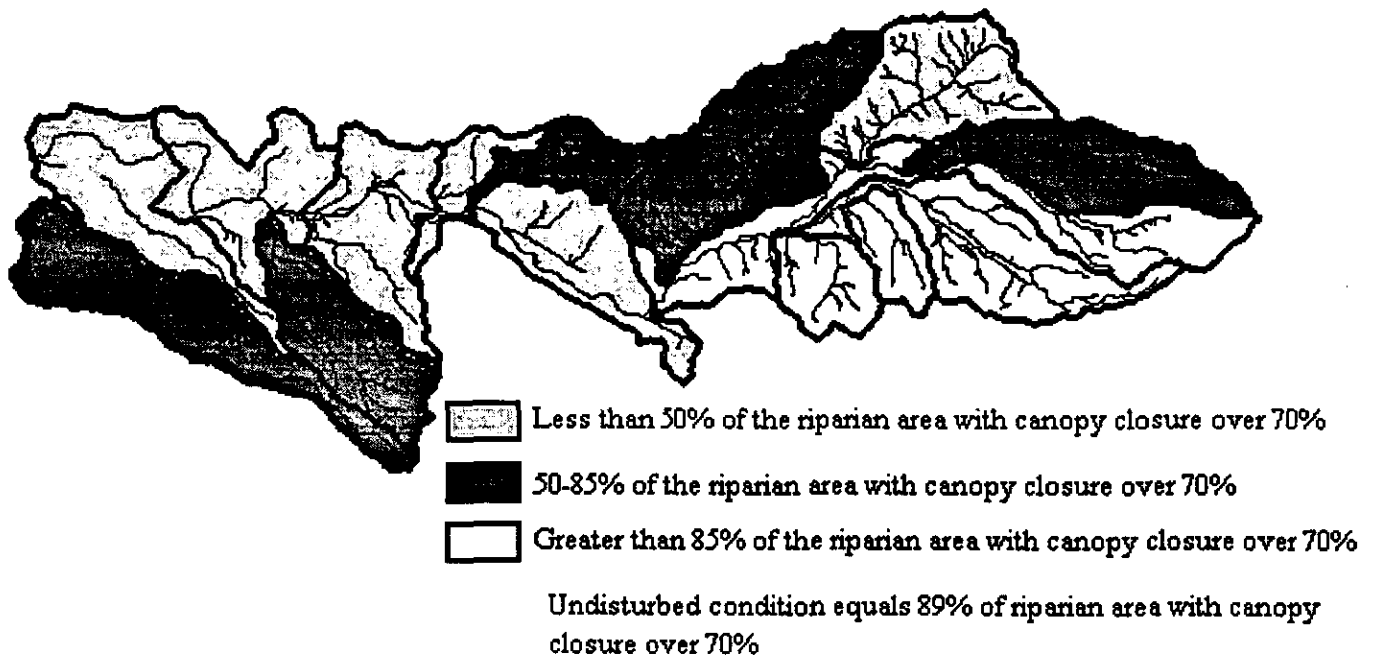 Less than 50% of the riparian area with canopy closure over 70%
50-85% of the riparian area with canopy closure over 70%
Greater than 85% of the riparian area with canopy closure over 70%
Undisturbed condition equals 89% of riparian area with canopy
closure over 70%